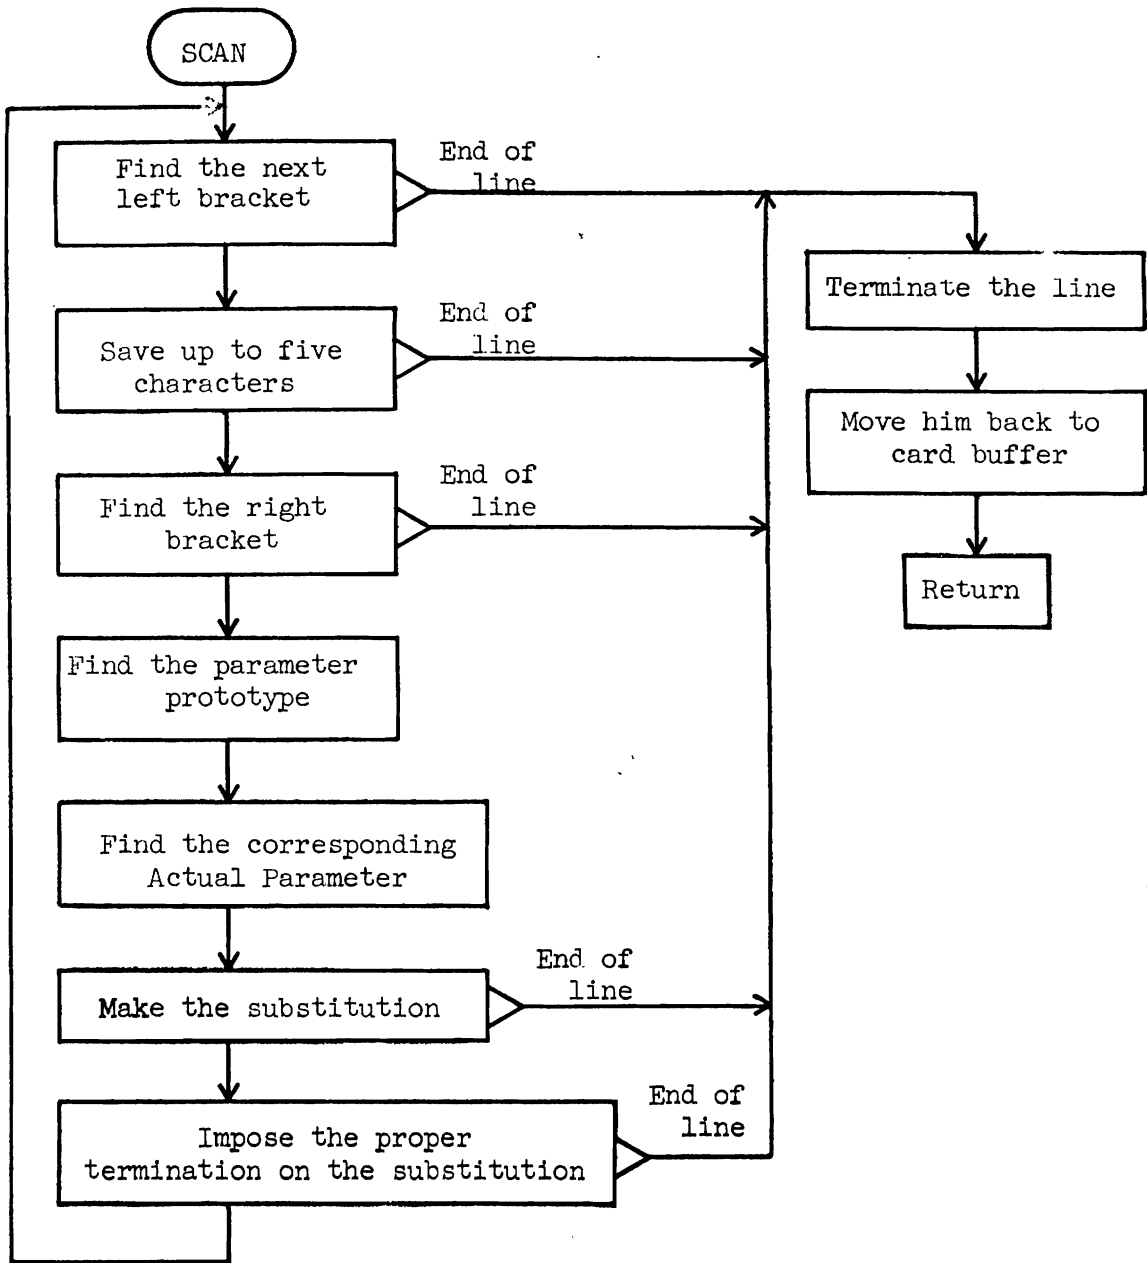 SCAN
Find the next
left bracket
End of
line
Terminate the line
Save up to five
characters
End of
line
Move him back to
card buffer
Find the right
bracket
End of
line
Return
Find the parameter
prototype
Find the corresponding
Actual Parameter
Make the substitution
End of
line
Impose the proper
termination on the substitution
End of
line